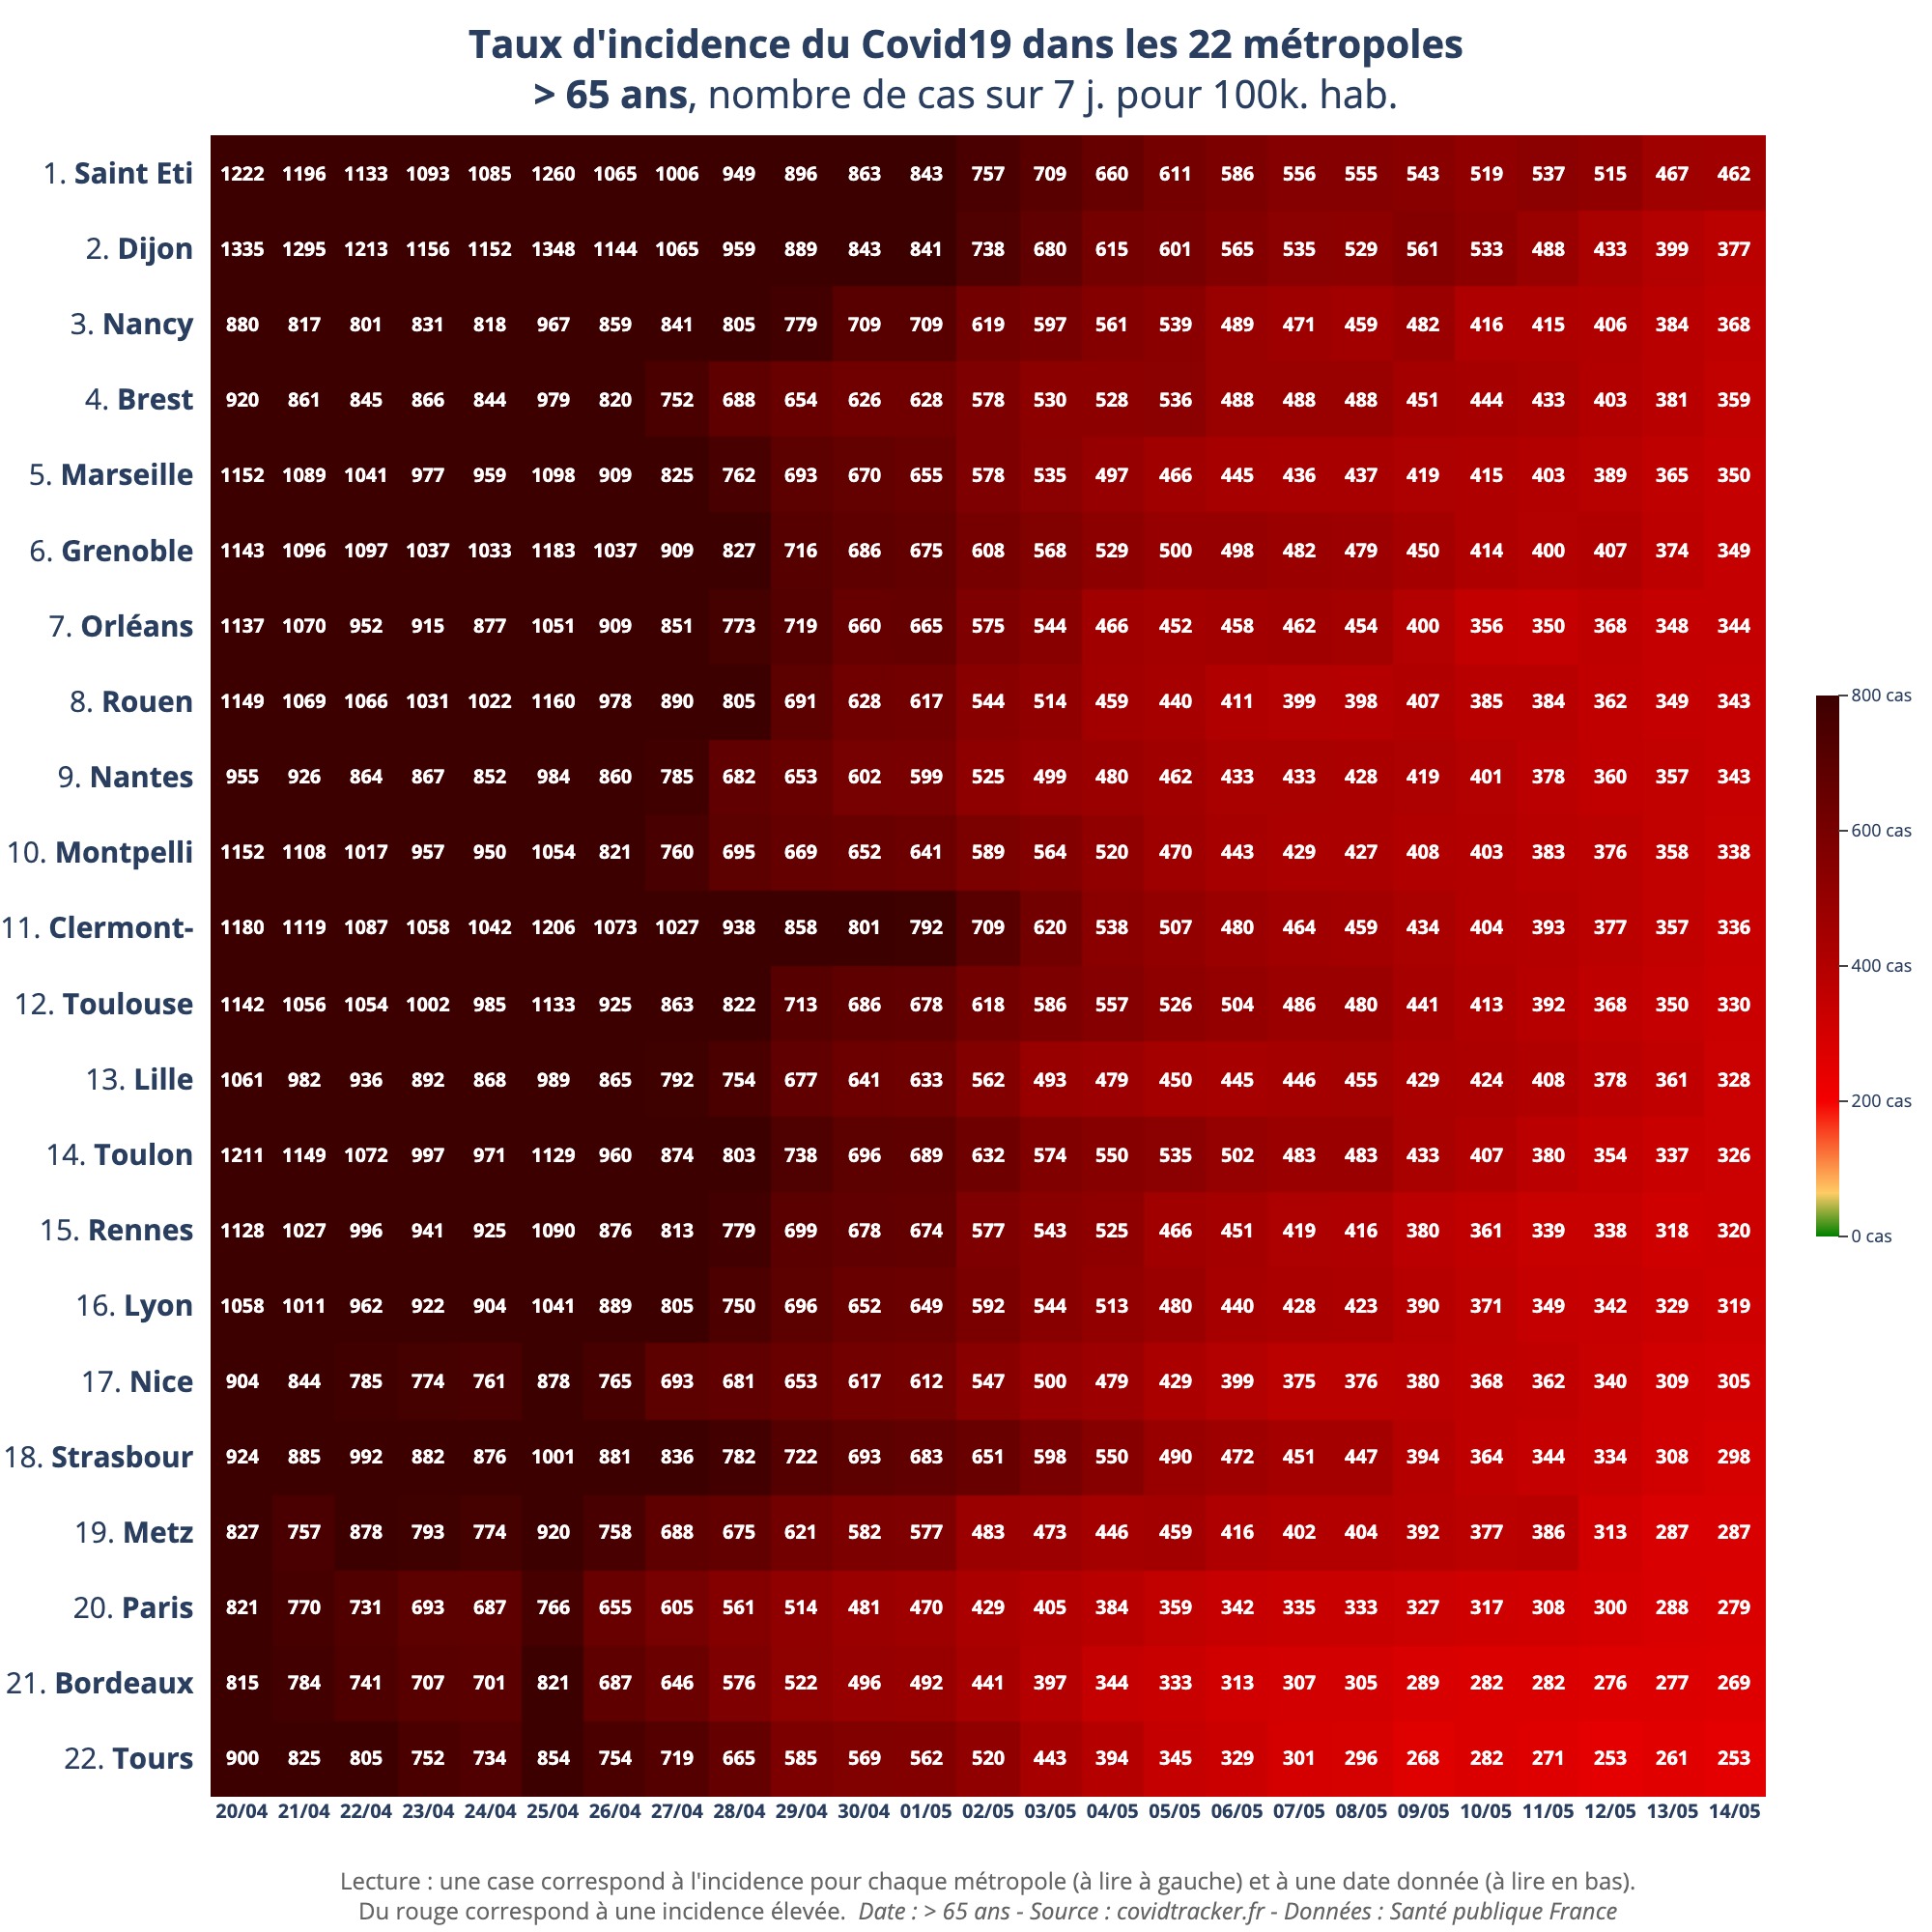 Taux d'incidence du Covid19 dans les 22 métropoles
> 65 ans, nombre de cas sur 7 j. pour 100k. hab.
1. Saint Eti 1222 1196 1133 1093 1085 1260 1065 1006 949 896 863 843 757 709 660 611 586 556 555 543 519 537 515 467 462
2. Dijon 1335 1295 1213 1156 1152 1348 1144 1065 959 889 843 841 738 680 615 601 565 535 529 561 533 488 433 399 377
3. Nancy 880 817 801 831 818 967 859 841 805 779 709 709 619 597 561 539 489 471 459 482 416 415 406 384 368
4. Brest 920 861 845 866 844 979 820 752 688 654 626 628 578 530 528 536 488 488 488 451 444 433 403 381 359
5. Marseille 1152 1089 1041 977 959 1098 909 825 762 693 670 655 578 535 497 466 445 436 437 419 415 403 389 365 350
6. Grenoble 1143 1096 1097 1037 1033 1183 1037 909 827 716 686 675 608 568 529 500 498 482 479 450 414 400 407 374 349
7. Orléans 1137 1070 952 915 877 1051 909 851 773 719 660 665 575 544 466 452 458 462 454 400 356 350 368 348 344
8. Rouen 1149 1069 1066 1031 1022 1160 978 890 805 691 628 617 544 514 459 440 411 399 398 407 385 384 362 349 343
9. Nantes 955 926 864 867 852 984 860 785 682 653 602 599 525 499 480 462 433 433 428 419 401 378 360 357 343
10. Montpelli 1152 1108 1017 957 950 1054 821 760 695 669 652 641 589 564 520 470 443 429 427 408 403 383 376 358 338
11. Clermont- 1180 1119 1087 1058 1042 1206 1073 1027 938 858 801 792 709 620 538 507 480 464 459 434 404 393 377 357 336
12. Toulouse 1142 1056 1054 1002 985 1133 925 863 822 713 686 678 618 586 557 526 504 486 480 441 413 392 368 350 330
13. Lille 1061 982 936 892 868 989 865 792 754 677 641 633 562 493 479 450 445 446 455 429 424 408 378 361 328
14. Toulon 1211 1149 1072 997 971 1129 960 874 803 738 696 689 632 574 550 535 502 483 483 433 407 380 354 337 326
15. Rennes 1128 1027 996 941 925 1090 876 813 779 699 678 674 577 543 525 466 451 419 416 380 361 339 338 318 320
16. Lyon 1058 1011 962 922 904 1041 889 805 750 696 652 649 592 544 513 480 440 428 423 390 371 349 342 329 319
17. Nice 904 844 785 774 761 878 765 693 681 653 617 612 547 500 479 429 399 375 376 380 368 362 340 309 305
18. Strasbour 924 885 992 882 876 1001 881 836 782 722 693 683 651 598 550 490 472 451 447 394 364 344 334 308 298
19. Metz 827 757 878 793 774 920 758 688 675 621 582 577 483 473 446 459 416 402 404 392 377 386 313 287 287
20. Paris 821 770 731 693 687 766 655 605 561 514 481 470 429 405 384 359 342 335 333 327 317 308 300 288 279
21. Bordeaux 815 784 741 707 701 821 687 646 576 522 496 492 441 397 344 333 313 307 305 289 282 282 276 277 269
22. Tours 900 825 805 752 734 854 754 719 665 585 569 562 520 443 394 345 329 301 296 268 282 271 253 261 253
20/04 21/04 22/04 23/04 24/04 25/04 26/04 27/04 28/04 29/04 30/04 01/05 02/05 03/05 04/05 05/05 06/05 07/05 08/05 09/05 10/05 11/05 12/05 13/05 14/05
800 cas
600 cas
400 cas
200 cas
0 cas
Lecture : une case correspond à l'incidence pour chaque métropole (à lire à gauche) et à une date donnée (à lire en bas).
Du rouge correspond à une incidence élevée. Date : > 65 ans - Source : covidtracker.fr - Données : Santé publique France